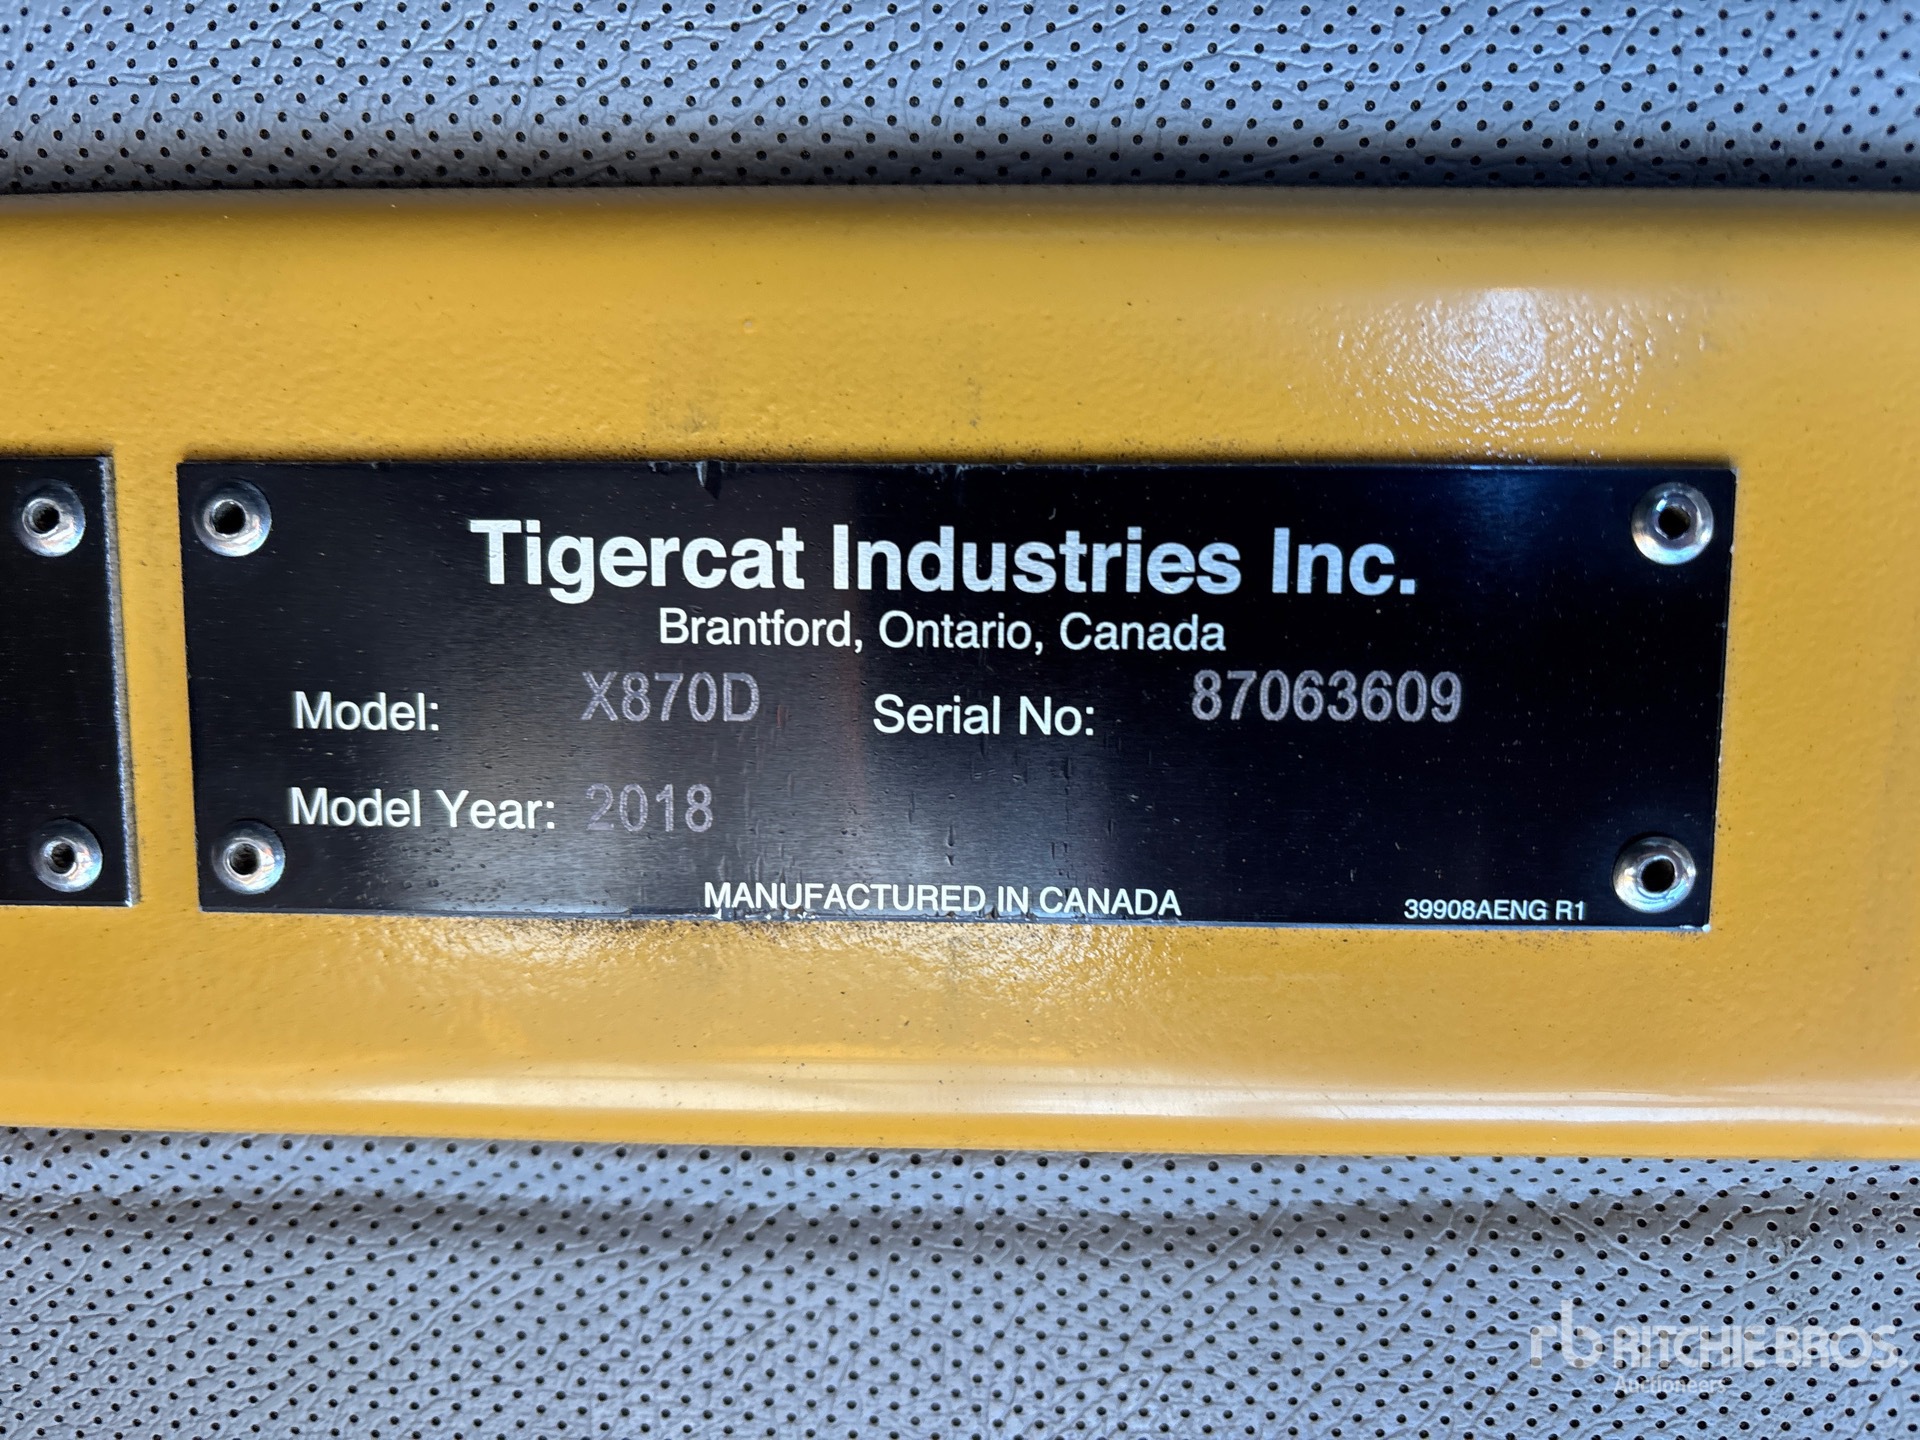 Tigercat Industries Inc.
Brantford, Ontario, Canada
Model: X870D Serial No: 87063609
Model Year: 2018
MANUFACTURED IN CANADA 39908AENG R1
rb RITCHIE BROS.
Auctioneers